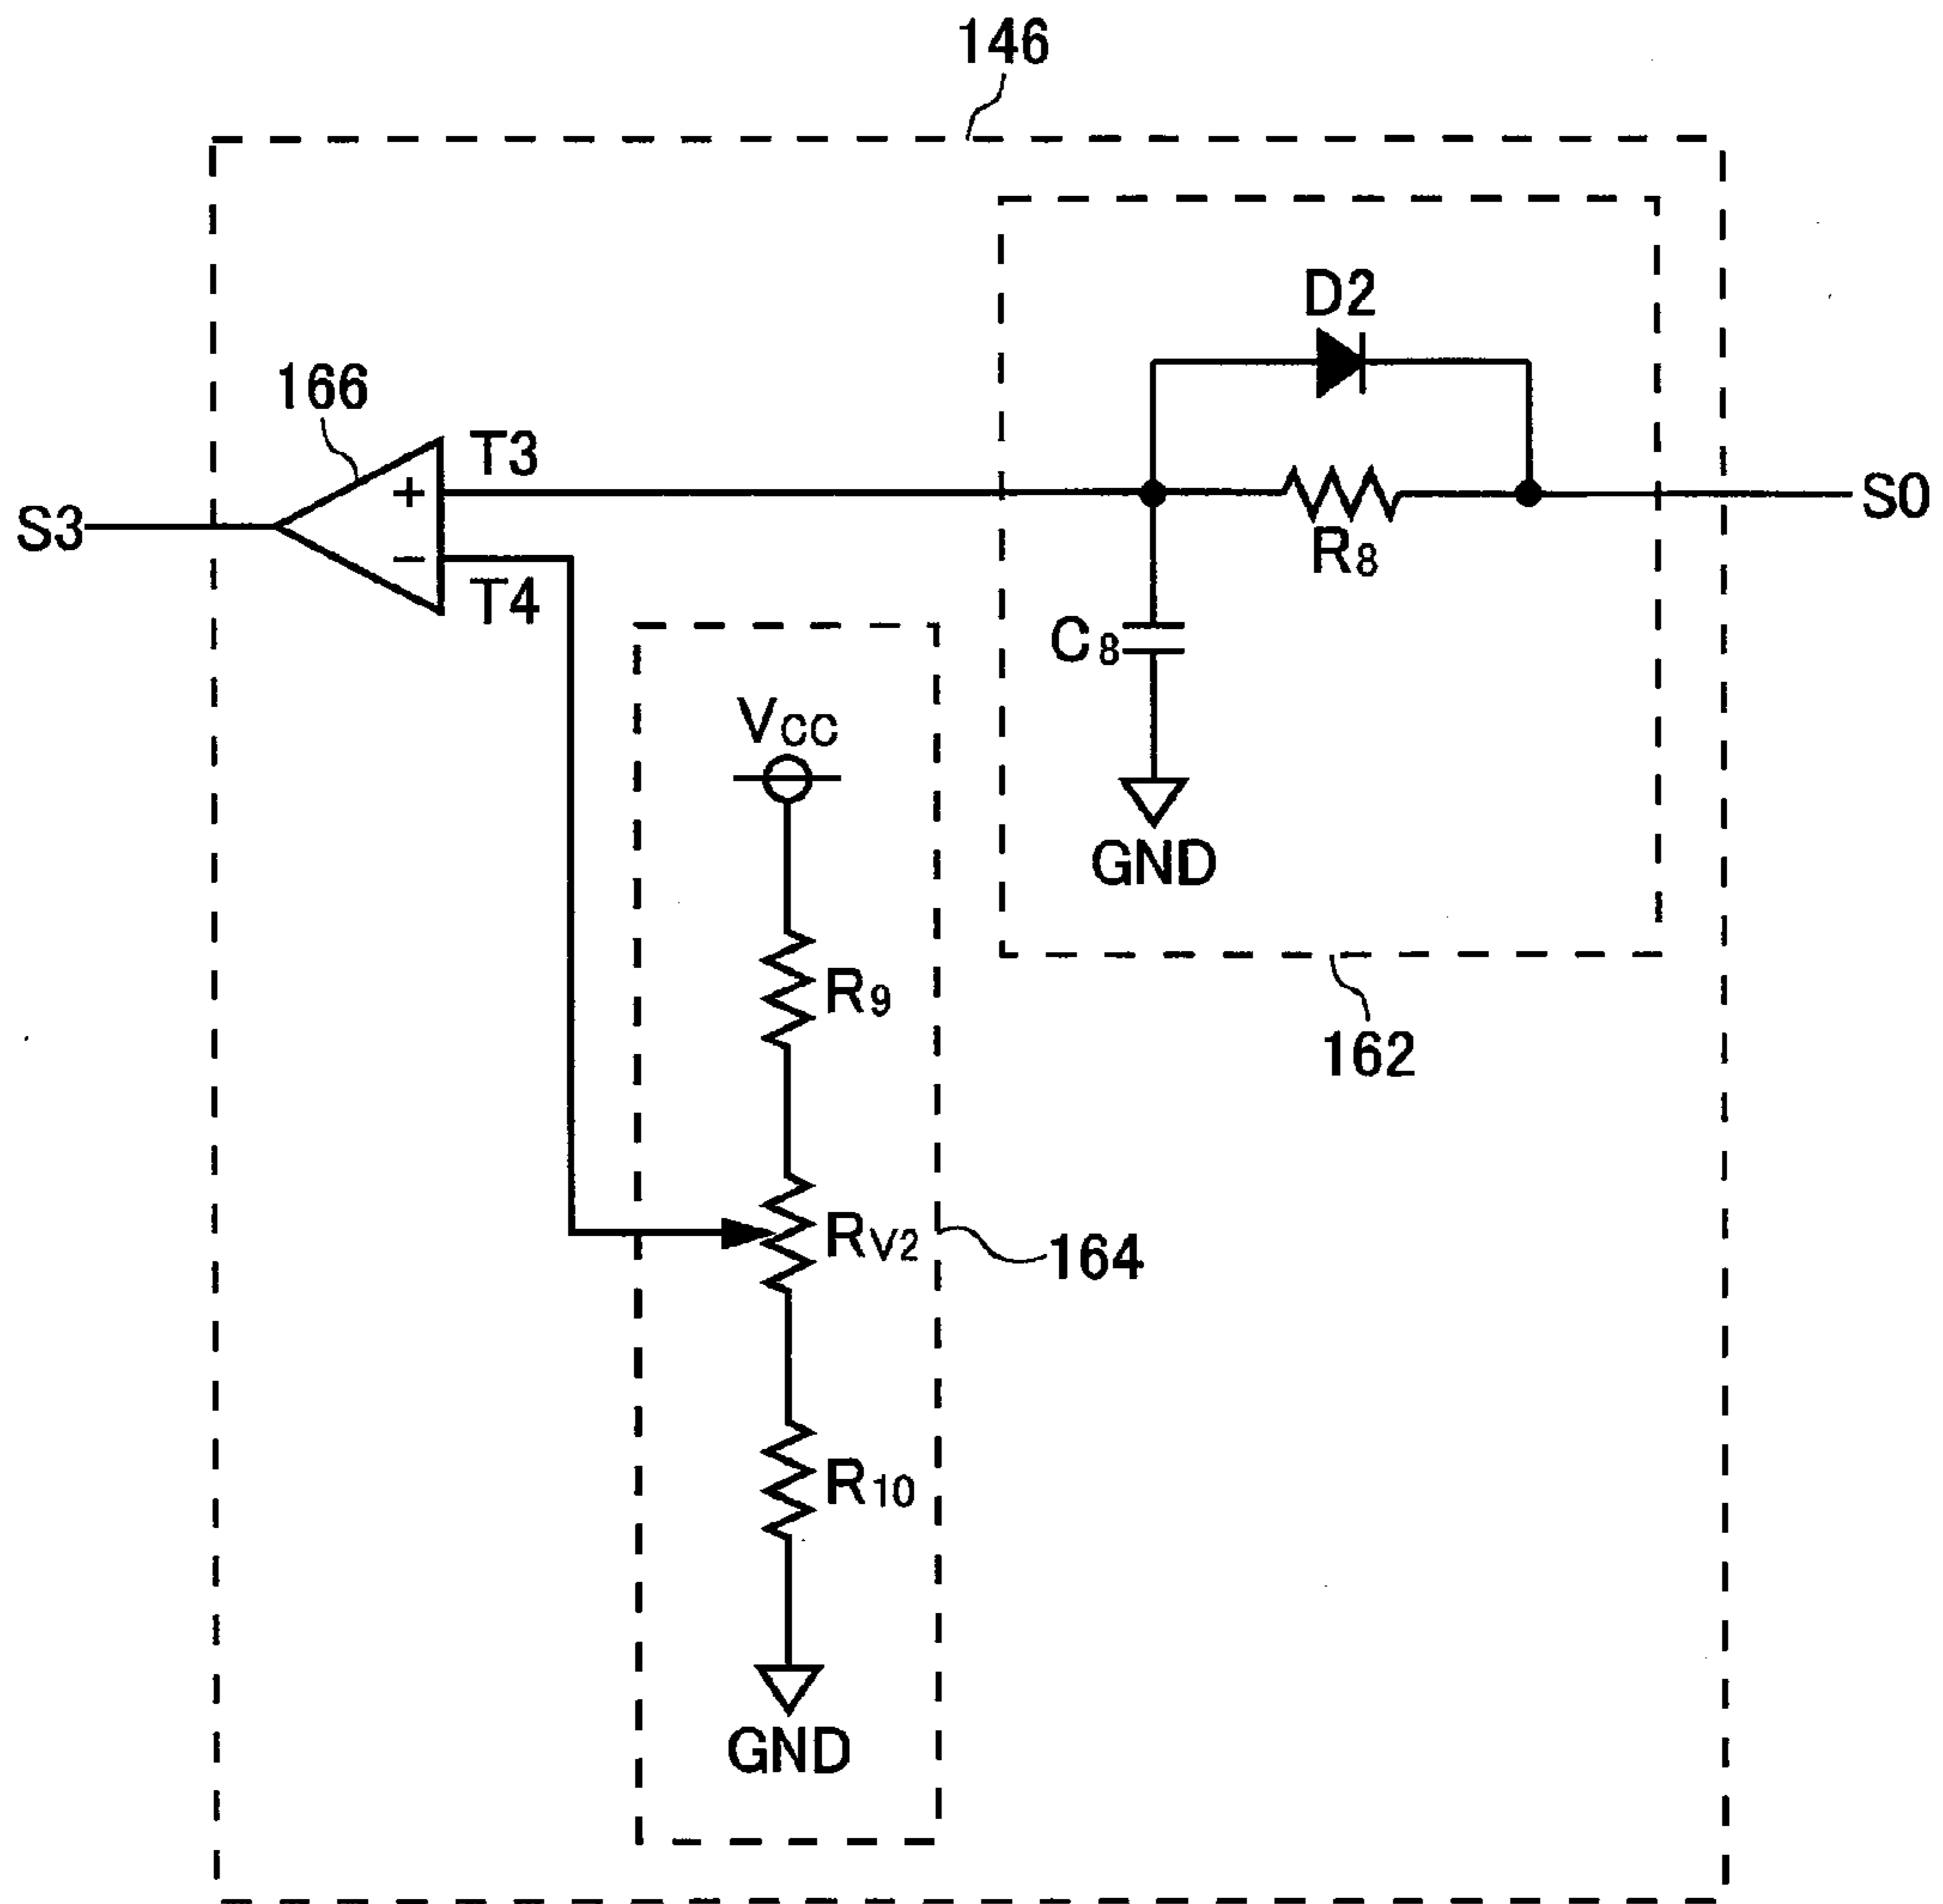 146
D2
166
T3
S3
S0
R8
T4
C8
VCC
GND
R9
162
RV2
164
R10
GND
+
−